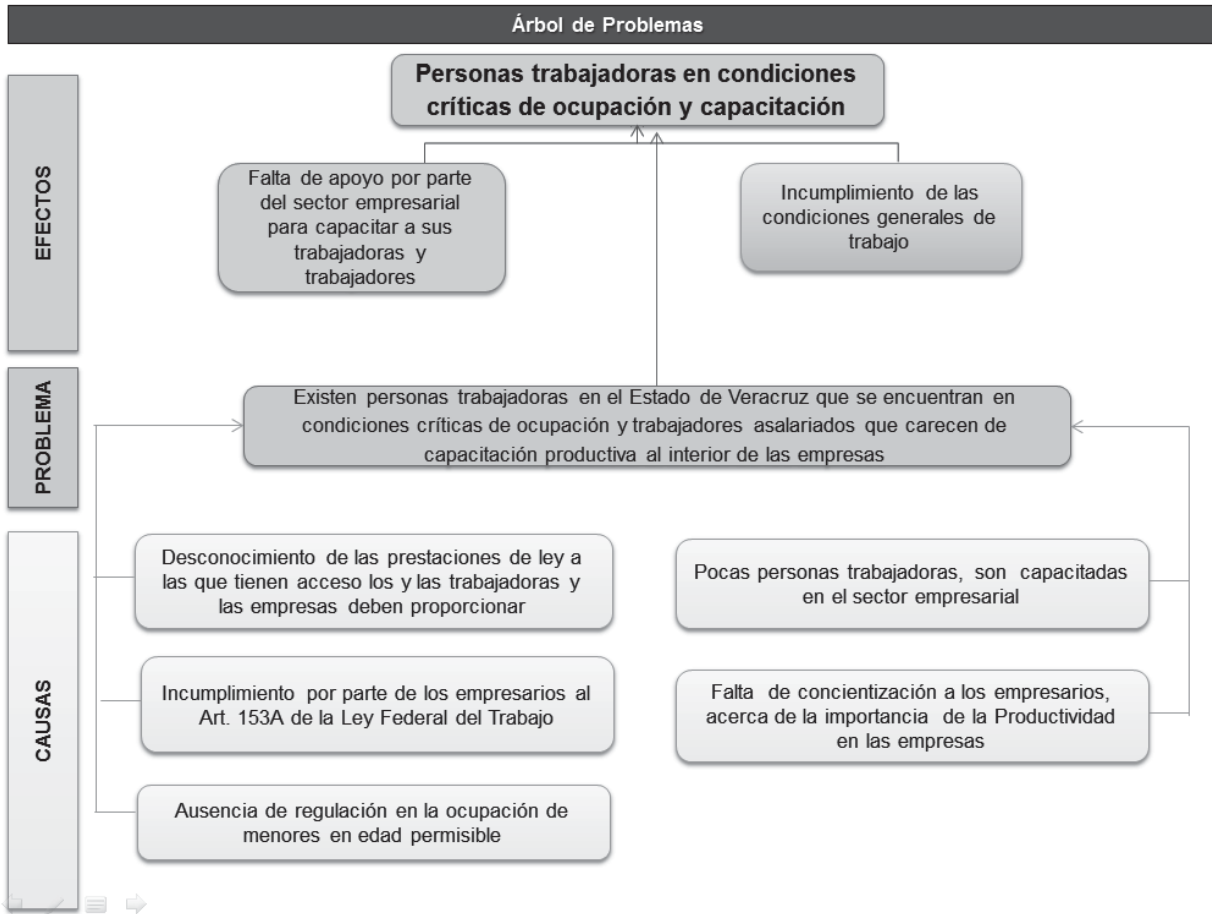 Árbol de Problemas
EFECTOS
Personas trabajadoras en condiciones
críticas de ocupación y capacitación
Falta de apoyo por parte
del sector empresarial
para capacitar a sus
trabajadoras y
trabajadores
Incumplimiento de las
condiciones generales de
trabajo
PROBLEMA
Existen personas trabajadoras en el Estado de Veracruz que se encuentran en
condiciones críticas de ocupación y trabajadores asalariados que carecen de
capacitación productiva al interior de las empresas
CAUSAS
Desconocimiento de las prestaciones de ley a
las que tienen acceso los y las trabajadoras y
las empresas deben proporcionar
Incumplimiento por parte de los empresarios al
Art. 153A de la Ley Federal del Trabajo
Ausencia de regulación en la ocupación de
menores en edad permisible
Pocas personas trabajadoras, son capacitadas
en el sector empresarial
Falta de concientización a los empresarios,
acerca de la importancia de la Productividad
en las empresas